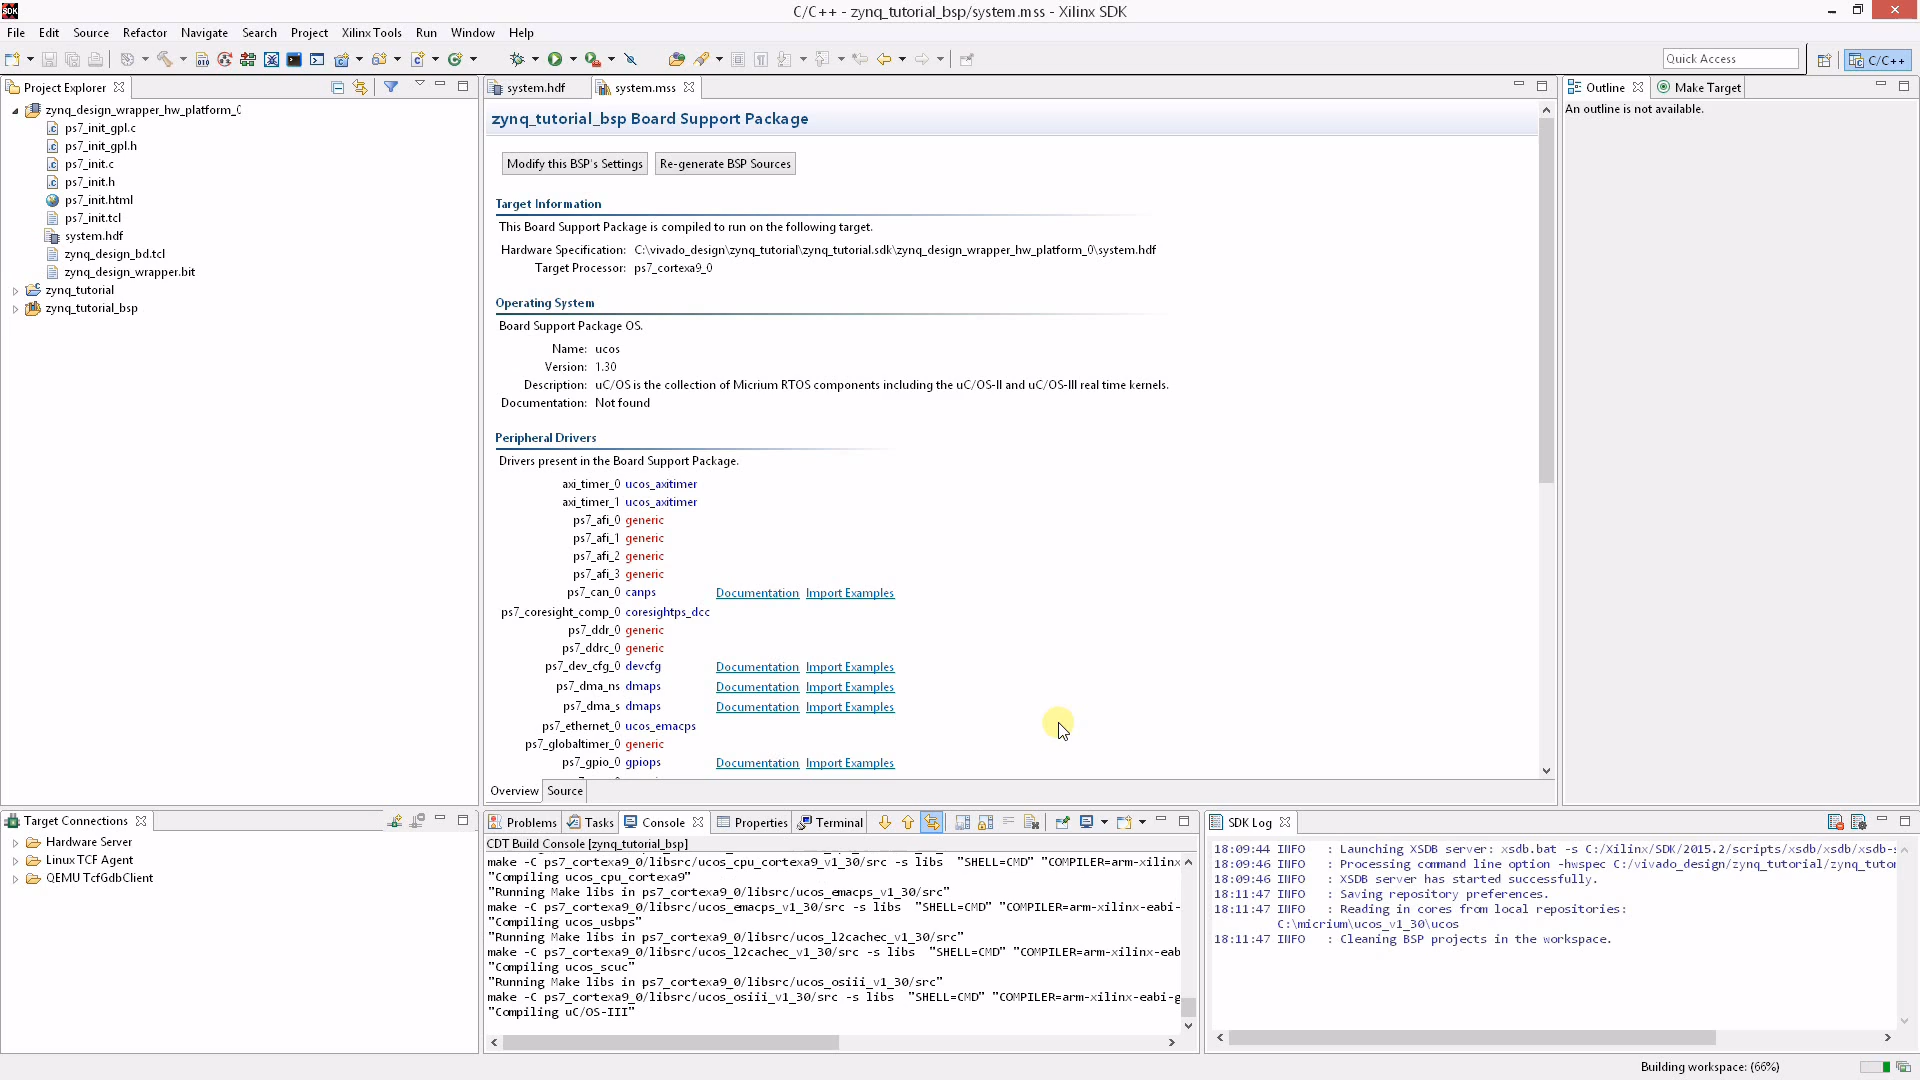 SDK
C/C++ - zynq_tutorial_bsp/system.mss - Xilinx SDK
File Edit Source Refactor Navigate Search Project Xilinx Tools Run Window Help
Quick Access
C/C++
Project Explorer
zynq_design_wrapper_hw_platform_0
ps7_init_gpl.c
ps7_init_gpl.h
ps7_init.c
ps7_init.h
ps7_init.html
ps7_init.tcl
system.hdf
zynq_design_bd.tcl
zynq_design_wrapper.bit
zynq_tutorial
zynq_tutorial_bsp
system.hdf system.mss
zynq_tutorial_bsp Board Support Package
Modify this BSP's Settings Re-generate BSP Sources
Target Information
This Board Support Package is compiled to run on the following target.
Hardware Specification: C:\vivado_design\zynq_tutorial\zynq_tutorial.sdk\zynq_design_wrapper_hw_platform_0\system.hdf
Target Processor: ps7_cortexa9_0
Operating System
Board Support Package OS.
Name: ucos
Version: 1.30
Description: uC/OS is the collection of Micrium RTOS components including the uC/OS-II and uC/OS-III real time kernels.
Documentation: Not found
Peripheral Drivers
Drivers present in the Board Support Package.
axi_timer_0 ucos_axitimer
axi_timer_1 ucos_axitimer
ps7_afi_0 generic
ps7_afi_1 generic
ps7_afi_2 generic
ps7_afi_3 generic
ps7_can_0 canps Documentation Import Examples
ps7_coresight_comp_0 coresightps_dcc
ps7_ddr_0 generic
ps7_ddrc_0 generic
ps7_dev_cfg_0 devcfg Documentation Import Examples
ps7_dma_ns dmaps Documentation Import Examples
ps7_dma_s dmaps Documentation Import Examples
ps7_ethernet_0 ucos_emacps
ps7_globaltimer_0 generic
ps7_gpio_0 gpiops Documentation Import Examples
Overview Source
Outline Make Target
An outline is not available.
Target Connections
Hardware Server
Linux TCF Agent
QEMU TcfGdbClient
Problems Tasks Console Properties Terminal
CDT Build Console [zynq_tutorial_bsp]
make -C ps7_cortexa9_0/libsrc/ucos_cpu_cortexa9_v1_30/src -s libs "SHELL=CMD" "COMPILER=arm-xilinx
"Compiling ucos_cpu_cortexa9"
"Running Make libs in ps7_cortexa9_0/libsrc/ucos_emacps_v1_30/src"
make -C ps7_cortexa9_0/libsrc/ucos_emacps_v1_30/src -s libs "SHELL=CMD" "COMPILER=arm-xilinx-eabi-
"Compiling ucos_usbps"
"Running Make libs in ps7_cortexa9_0/libsrc/ucos_l2cachec_v1_30/src"
make -C ps7_cortexa9_0/libsrc/ucos_l2cachec_v1_30/src -s libs "SHELL=CMD" "COMPILER=arm-xilinx-eab
"Compiling ucos_scuc"
"Running Make libs in ps7_cortexa9_0/libsrc/ucos_osiii_v1_30/src"
make -C ps7_cortexa9_0/libsrc/ucos_osiii_v1_30/src -s libs "SHELL=CMD" "COMPILER=arm-xilinx-eabi-g
"Compiling uC/OS-III"
SDK Log
18:09:44 INFO : Launching XSDB server: xsdb.bat -s C:/Xilinx/SDK/2015.2/scripts/xsdb/xsdb/xsdb-s
18:09:46 INFO : Processing command line option -hwspec C:/vivado_design/zynq_tutorial/zynq_tutor
18:09:46 INFO : XSDB server has started successfully.
18:11:47 INFO : Saving repository preferences.
18:11:47 INFO : Reading in cores from local repositories:
C:\micrium\ucos_v1_30\ucos
18:11:47 INFO : Cleaning BSP projects in the workspace.
Building workspace: (66%)